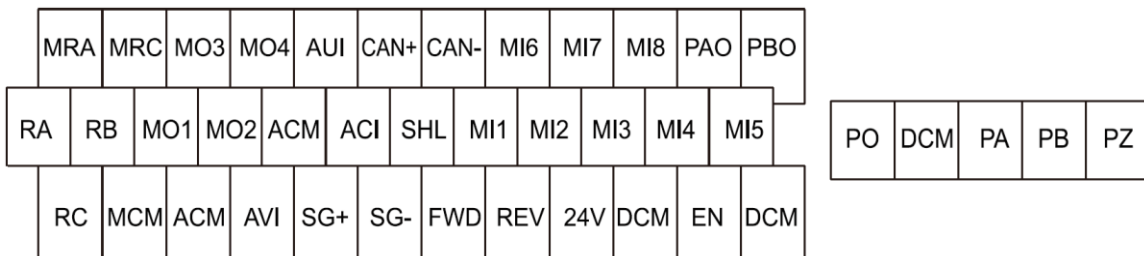 MRA MRC MO3 MO4 AUI CAN+ CAN- MI6 MI7 MI8 PAO PBO
RA RB MO1 MO2 ACM ACI SHL MI1 MI2 MI3 MI4 MI5
RC MCM ACM AVI SG+ SG- FWD REV 24V DCM EN DCM
PO DCM PA PB PZ